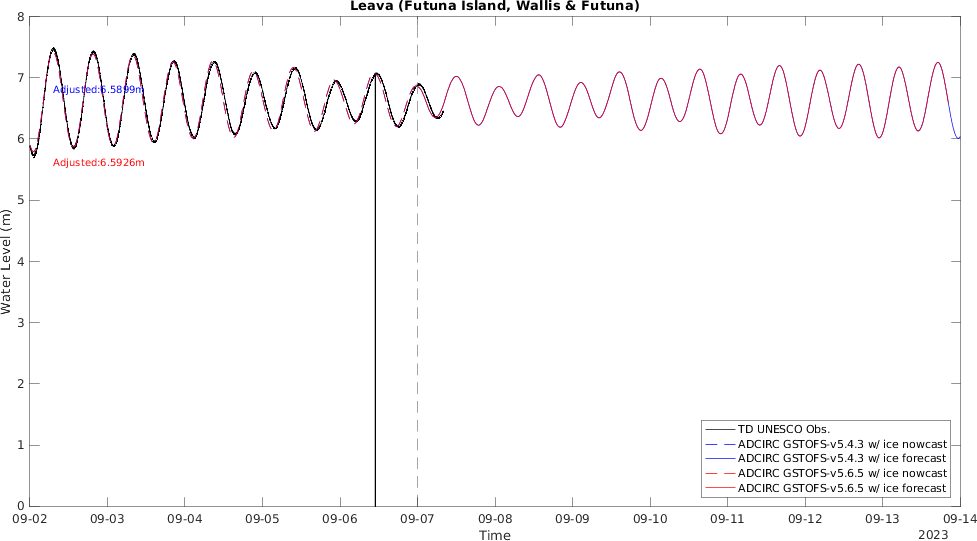 Leava (Futuna Island, Wallis & Futuna)
8
7
6
5
4
3
2
1
0
Water Level (m)
Adjusted:6.5899m
Adjusted:6.5926m
TD UNESCO Obs.
ADCIRC GSTOFS-v5.4.3 w/ ice nowcast
ADCIRC GSTOFS-v5.4.3 w/ ice forecast
ADCIRC GSTOFS-v5.6.5 w/ ice nowcast
ADCIRC GSTOFS-v5.6.5 w/ ice forecast
09-02 09-03 09-04 09-05 09-06 09-07 09-08 09-09 09-10 09-11 09-12 09-13 09-14
Time
2023